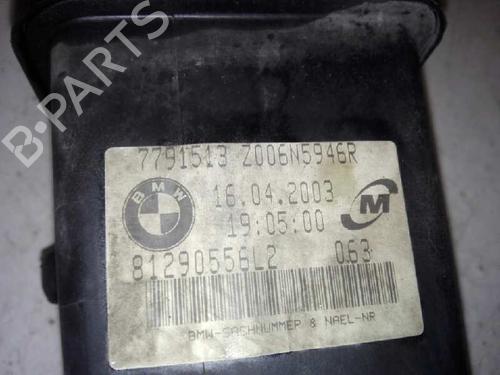 B-PARTS
7791513 Z006N5946R
BMW
16.04.2003
M
19:05:00
81290556L2 063
BMW-SACHNUMMER & NAEL-NR